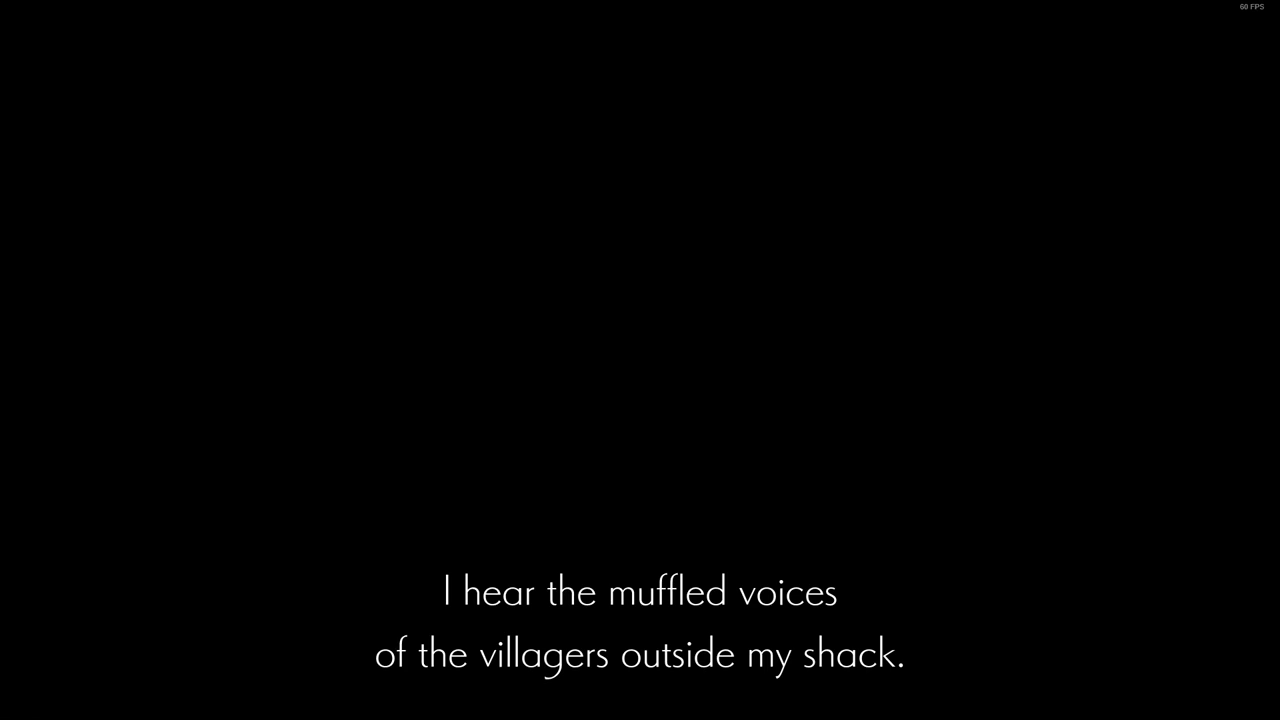 60 FPS
I hear the muffled voices
of the villagers outside my shack.